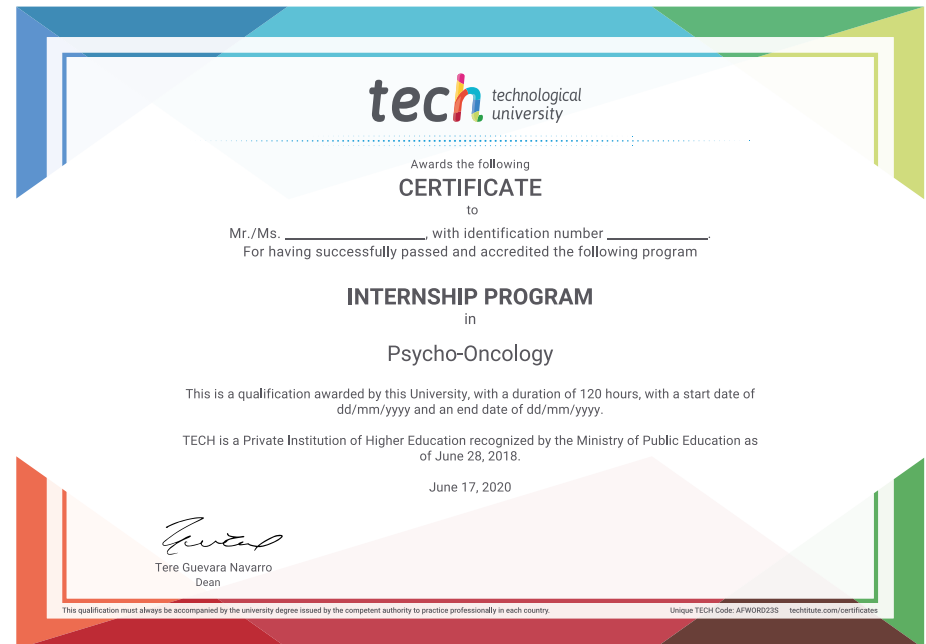 tech technological
university
Awards the following
CERTIFICATE
to
Mr./Ms. ____________________, with identification number ______________.
For having successfully passed and accredited the following program
INTERNSHIP PROGRAM
in
Psycho-Oncology
This is a qualification awarded by this University, with a duration of 120 hours, with a start date of
dd/mm/yyyy and an end date of dd/mm/yyyy.
TECH is a Private Institution of Higher Education recognized by the Ministry of Public Education as
of June 28, 2018.
June 17, 2020
Tere Guevara Navarro
Dean
This qualification must always be accompanied by the university degree issued by the competent authority to practice professionally in each country.
Unique TECH Code: AFWORD23S techtitute.com/certificates